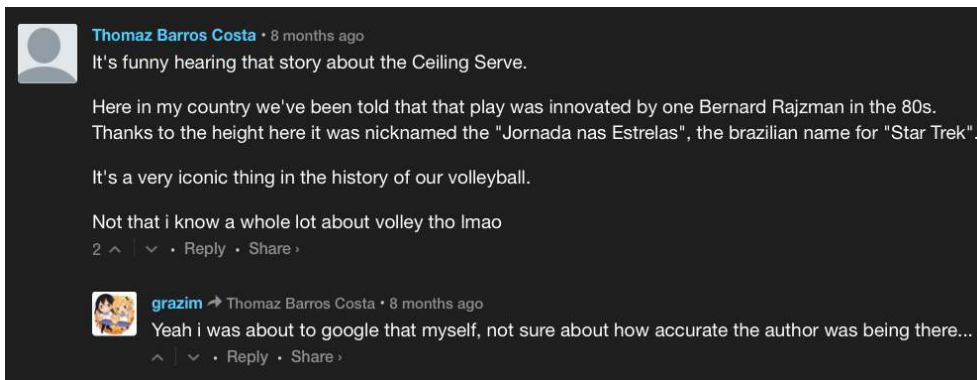 Thomaz Barros Costa • 8 months ago
It's funny hearing that story about the Ceiling Serve.
Here in my country we've been told that that play was innovated by one Bernard Rajzman in the 80s.
Thanks to the height here it was nicknamed the "Jornada nas Estrelas", the brazilian name for "Star Trek".
It's a very iconic thing in the history of our volleyball.
Not that i know a whole lot about volley tho lmao
2 • Reply • Share ›
grazim Thomaz Barros Costa • 8 months ago
Yeah i was about to google that myself, not sure about how accurate the author was being there...
• Reply • Share ›